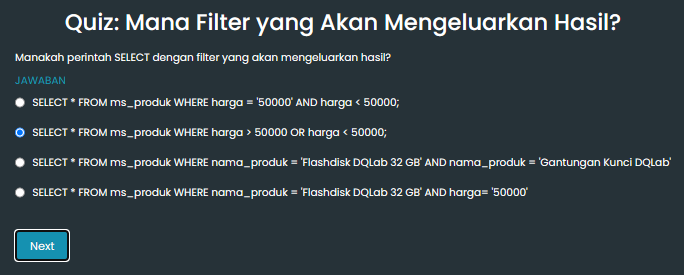 Quiz: Mana Filter yang Akan Mengeluarkan Hasil?
Manakah perintah SELECT dengan filter yang akan mengeluarkan hasil?
JAWABAN
SELECT * FROM ms_produk WHERE harga = '50000' AND harga < 50000;
SELECT * FROM ms_produk WHERE harga > 50000 OR harga < 50000;
SELECT * FROM ms_produk WHERE nama_produk = 'Flashdisk DQLab 32 GB' AND nama_produk = 'Gantungan Kunci DQLab'
SELECT * FROM ms_produk WHERE nama_produk = 'Flashdisk DQLab 32 GB' AND harga= '50000'
Next